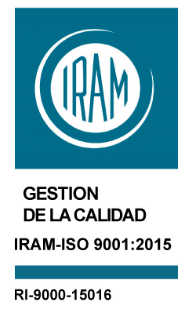 IRAM
GESTION
DE LA CALIDAD
IRAM-ISO 9001:2015
RI-9000-15016